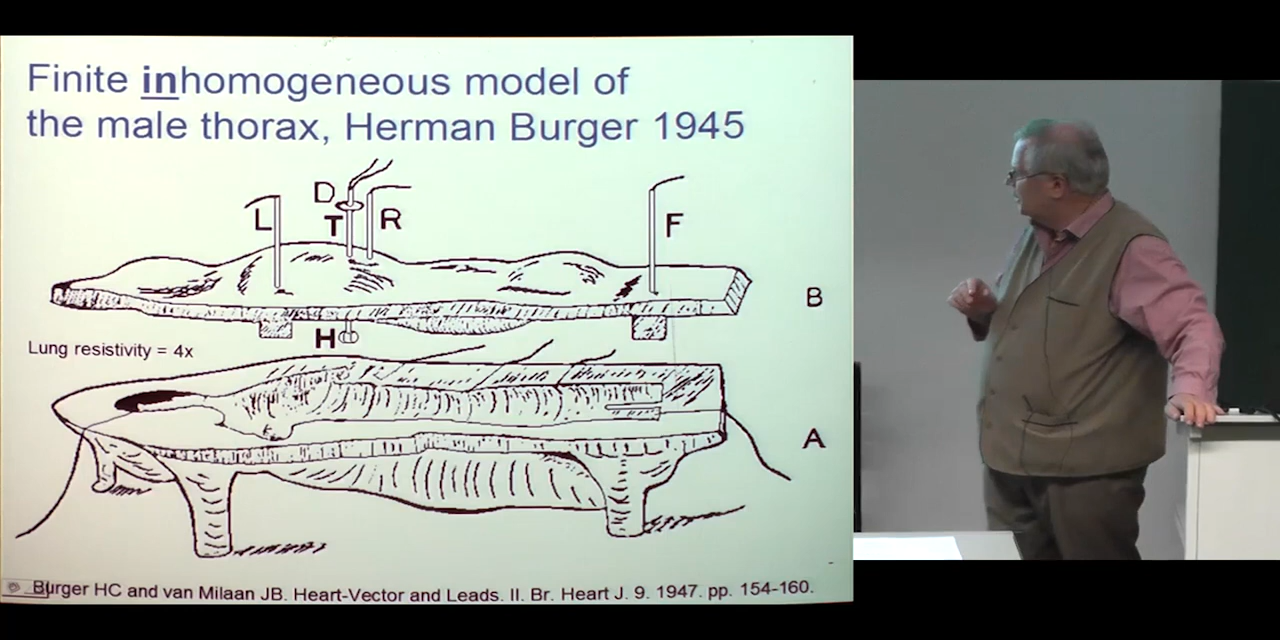 Finite inhomogeneous model of
the male thorax, Herman Burger 1945
D
L T R F
B
Lung resistivity = 4x
H
A
Burger HC and van Milaan JB. Heart-Vector and Leads. II. Br. Heart J. 9. 1947. pp. 154-160.